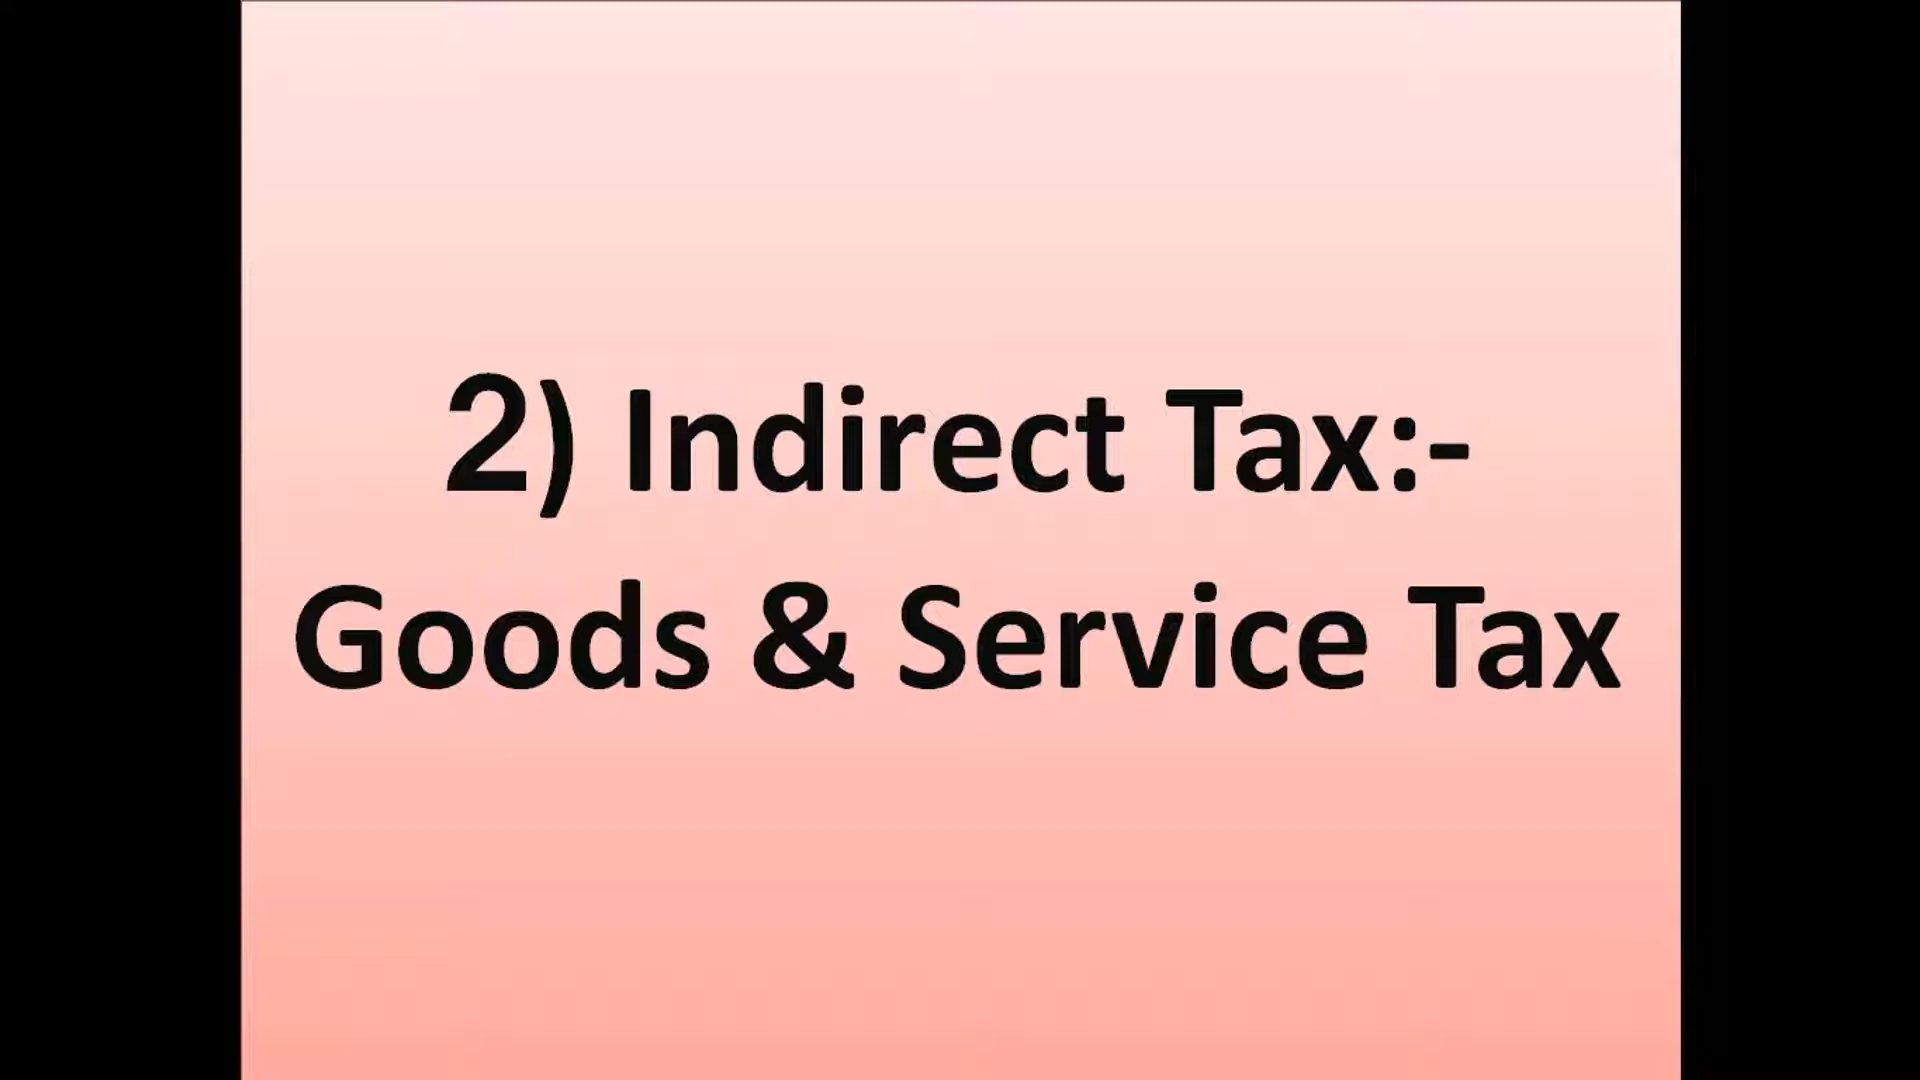 2) Indirect Tax:-
Goods & Service Tax